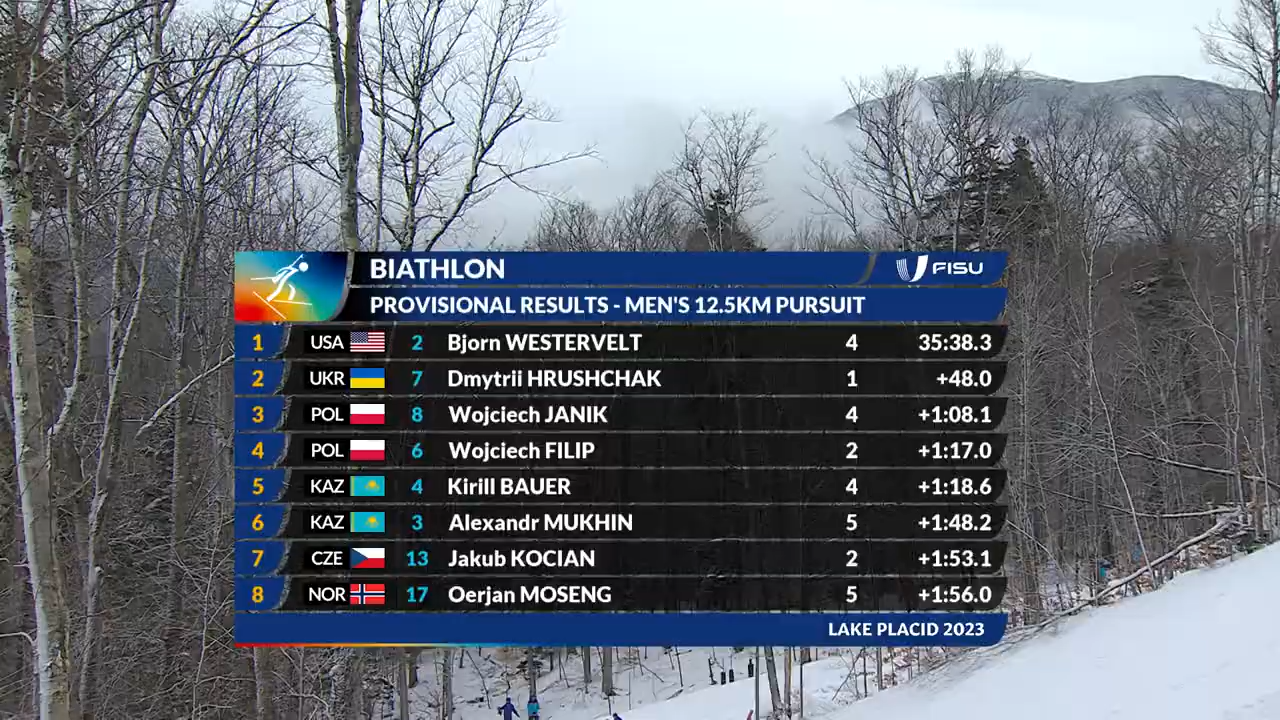 BIATHLON
FISU
PROVISIONAL RESULTS - MEN'S 12.5KM PURSUIT
1 USA 2 Bjorn WESTERVELT 4 35:38.3
2 UKR 7 Dmytrii HRUSHCHAK 1 +48.0
3 POL 8 Wojciech JANIK 4 +1:08.1
4 POL 6 Wojciech FILIP 2 +1:17.0
5 KAZ 4 Kirill BAUER 4 +1:18.6
6 KAZ 3 Alexandr MUKHIN 5 +1:48.2
7 CZE 13 Jakub KOCIAN 2 +1:53.1
8 NOR 17 Oerjan MOSENG 5 +1:56.0
LAKE PLACID 2023